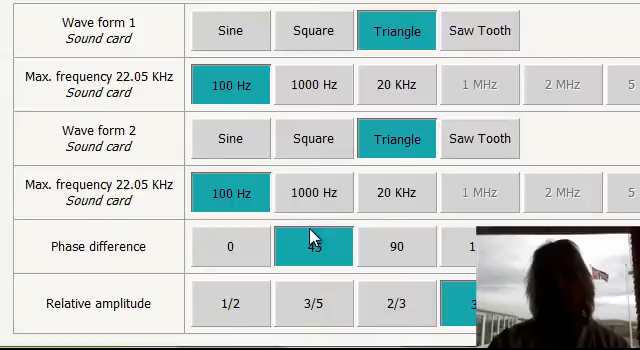 Wave form 1
Sound card
Sine Square Triangle Saw Tooth
Max. frequency 22.05 KHz
Sound card
100 Hz 1000 Hz 20 KHz 1 MHz 2 MHz 5
Wave form 2
Sound card
Sine Square Triangle Saw Tooth
Max. frequency 22.05 KHz
Sound card
100 Hz 1000 Hz 20 KHz 1 MHz 2 MHz 5
Phase difference 0 45 90
Relative amplitude 1/2 3/5 2/3